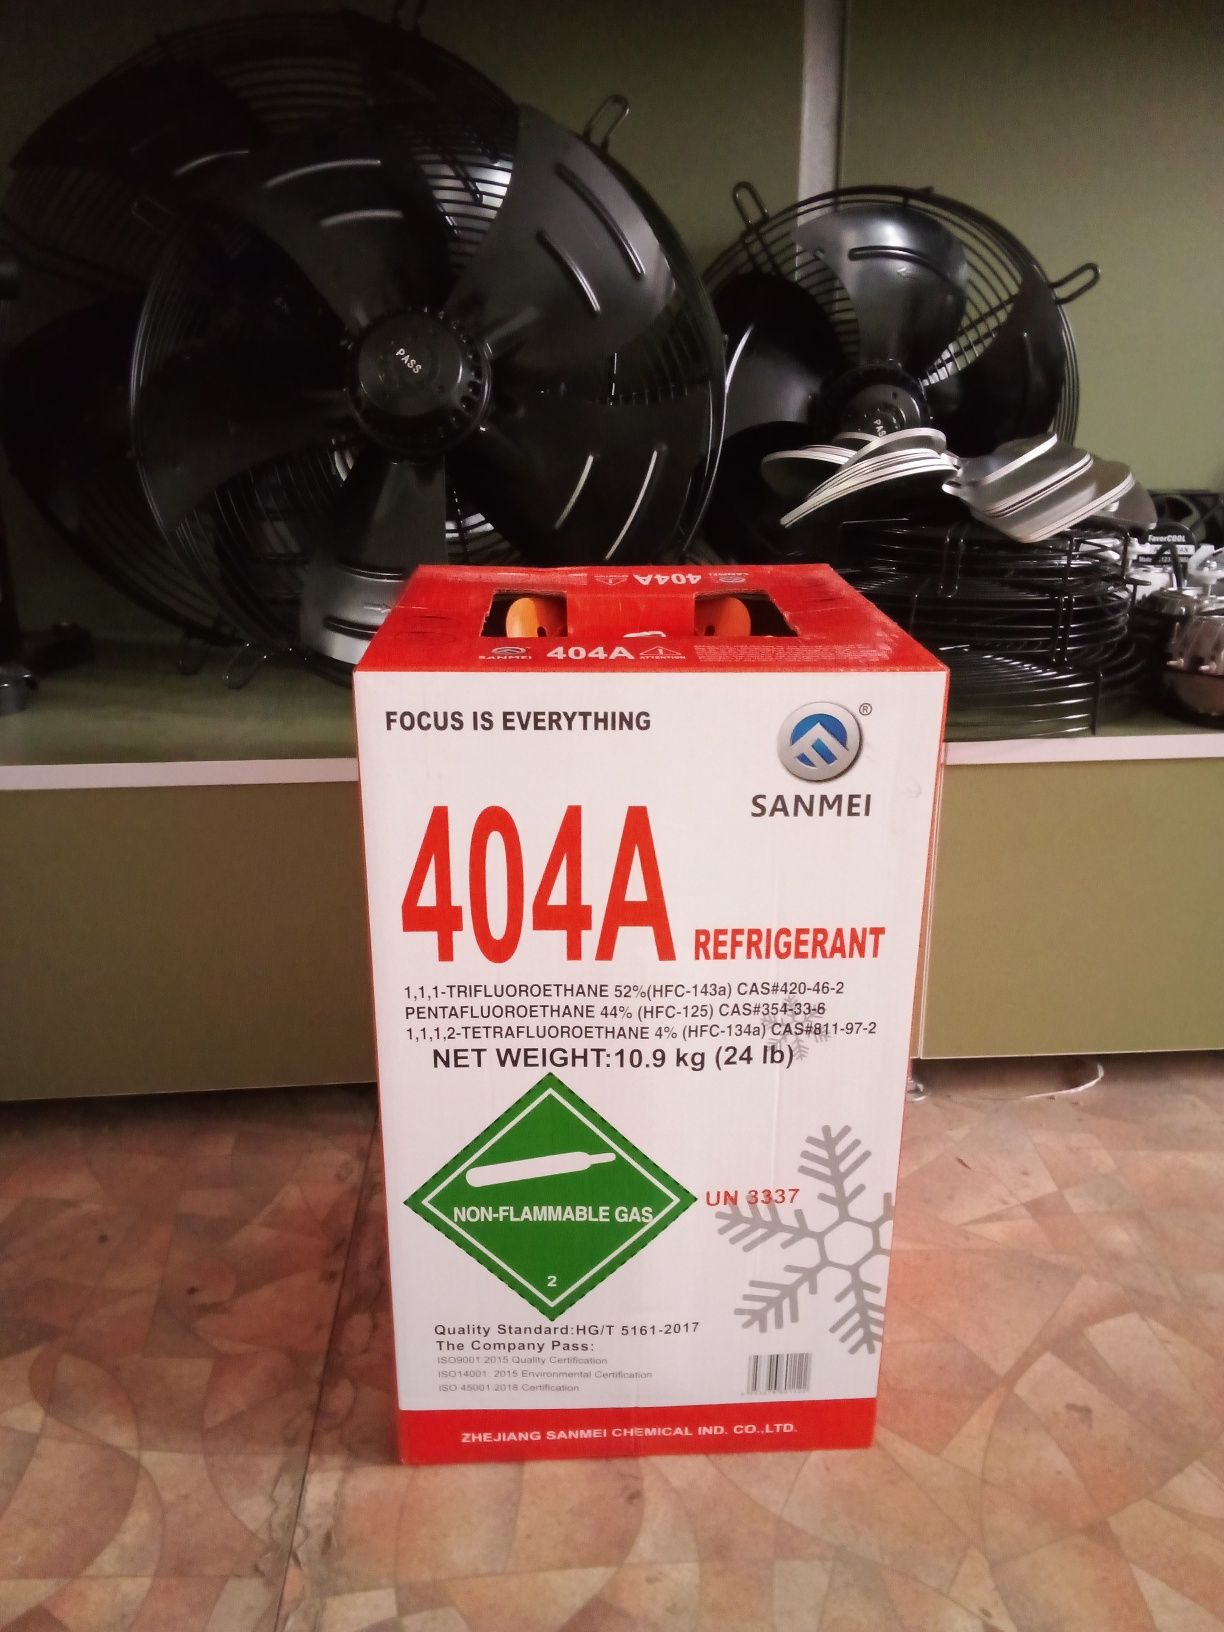 PASS
FavorCOOL
404A
SANMEI
SANMEI 404A ATTENTION
FOCUS IS EVERYTHING
®
SANMEI
404A REFRIGERANT
1,1,1-TRIFLUOROETHANE 52%(HFC-143a) CAS#420-46-2
PENTAFLUOROETHANE 44% (HFC-125) CAS#354-33-6
1,1,1,2-TETRAFLUOROETHANE 4% (HFC-134a) CAS#811-97-2
NET WEIGHT:10.9 kg (24 lb)
NON-FLAMMABLE GAS
2
UN 3337
Quality Standard:HG/T 5161-2017
The Company Pass:
ISO9001:2015 Quality Certification
ISO14001: 2015 Environmental Certification
ISO 45001:2018 Certification
ZHEJIANG SANMEI CHEMICAL IND. CO.,LTD.